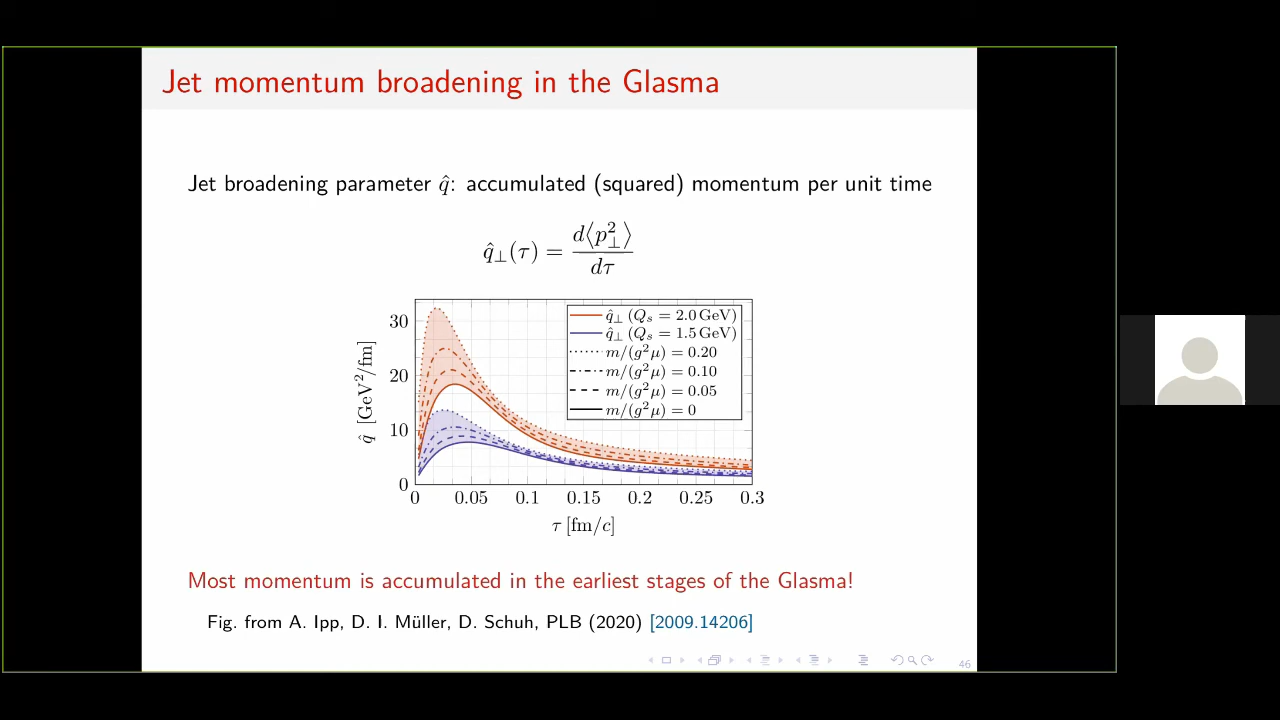 Jet momentum broadening in the Glasma
Jet broadening parameter q̂: accumulated (squared) momentum per unit time
q̂⊥(τ) = d⟨p²⊥⟩ / dτ
q̂⊥ (Qₛ = 2.0 GeV)
q̂⊥ (Qₛ = 1.5 GeV)
m/(g²μ) = 0.20
m/(g²μ) = 0.10
m/(g²μ) = 0.05
m/(g²μ) = 0
q̂ [GeV²/fm]
30
20
10
0
0 0.05 0.1 0.15 0.2 0.25 0.3
τ [fm/c]
Most momentum is accumulated in the earliest stages of the Glasma!
Fig. from A. Ipp, D. I. Müller, D. Schuh, PLB (2020) [2009.14206]
46